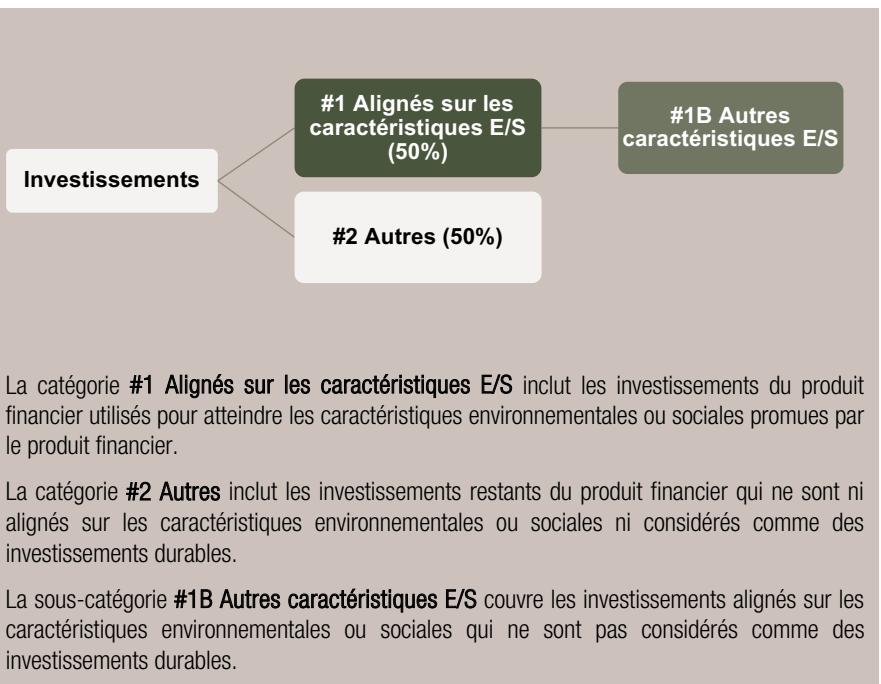 #1 Alignés sur les
caractéristiques E/S
(50%)
#1B Autres
caractéristiques E/S
Investissements
#2 Autres (50%)
La catégorie #1 Alignés sur les caractéristiques E/S inclut les investissements du produit
financier utilisés pour atteindre les caractéristiques environnementales ou sociales promues par
le produit financier.
La catégorie #2 Autres inclut les investissements restants du produit financier qui ne sont ni
alignés sur les caractéristiques environnementales ou sociales ni considérés comme des
investissements durables.
La sous-catégorie #1B Autres caractéristiques E/S couvre les investissements alignés sur les
caractéristiques environnementales ou sociales qui ne sont pas considérés comme des
investissements durables.